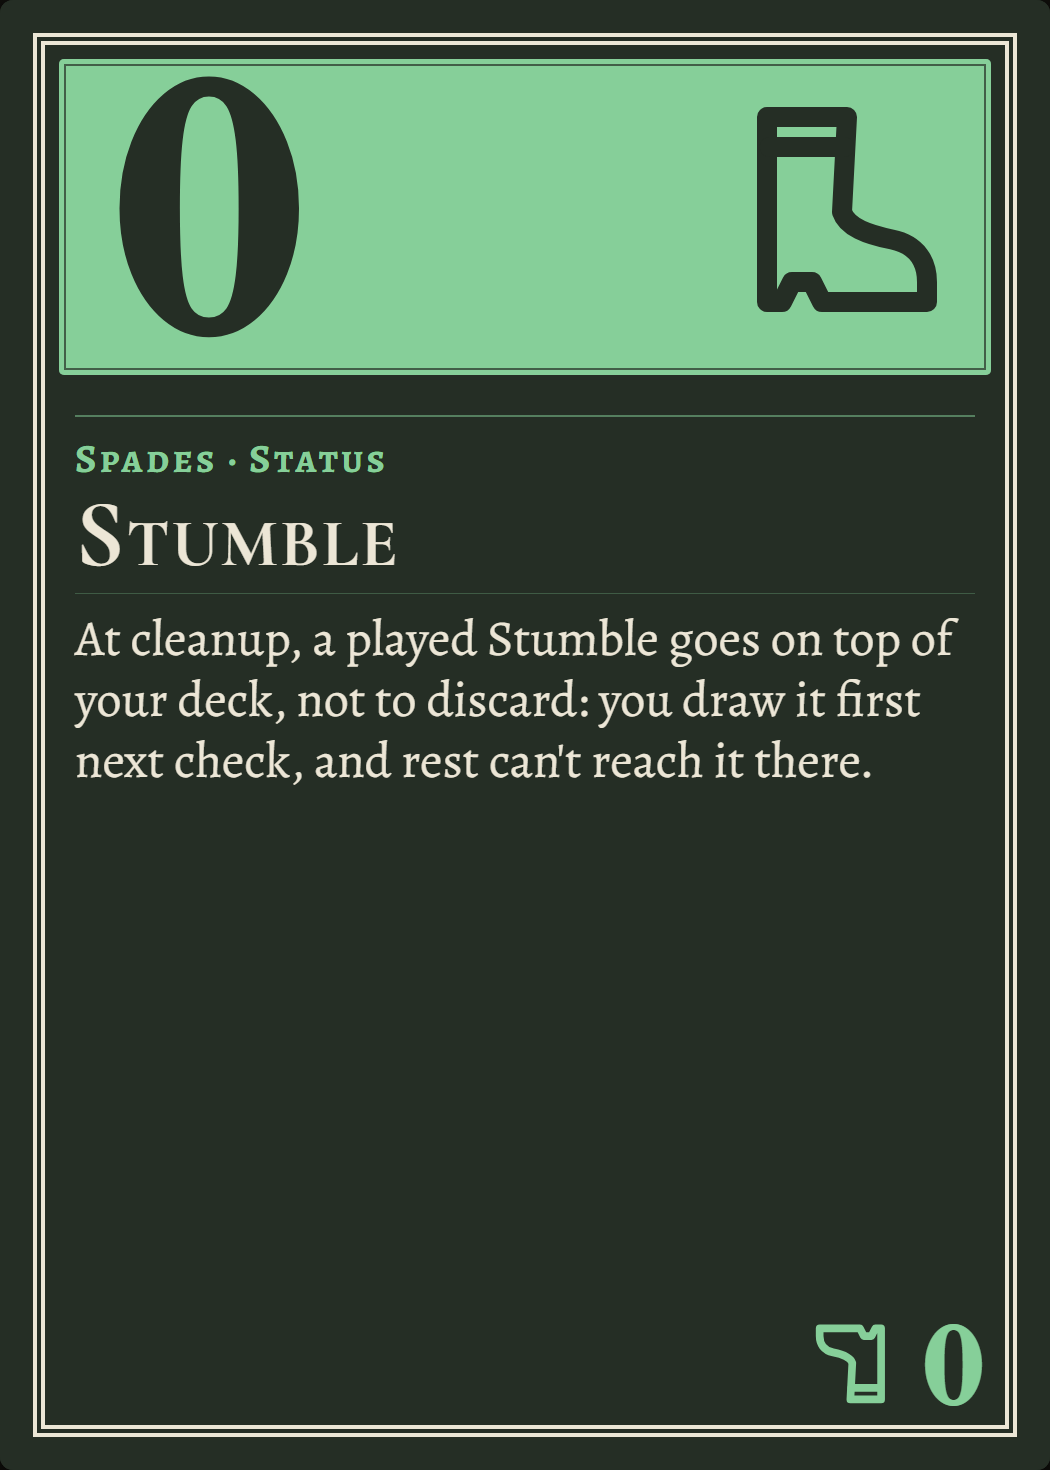 0
Spades · Status
Stumble
At cleanup, a played Stumble goes on top of
your deck, not to discard: you draw it first
next check, and rest can't reach it there.
0